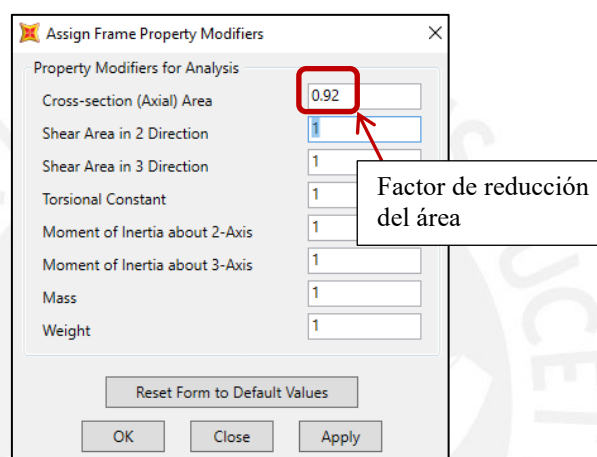 Assign Frame Property Modifiers
Property Modifiers for Analysis
Cross-section (Axial) Area 0.92
Shear Area in 2 Direction 1
Shear Area in 3 Direction 1
Torsional Constant 1
Moment of Inertia about 2-Axis 1
Moment of Inertia about 3-Axis 1
Mass 1
Weight 1
Factor de reducción
del área
Reset Form to Default Values
OK Close Apply